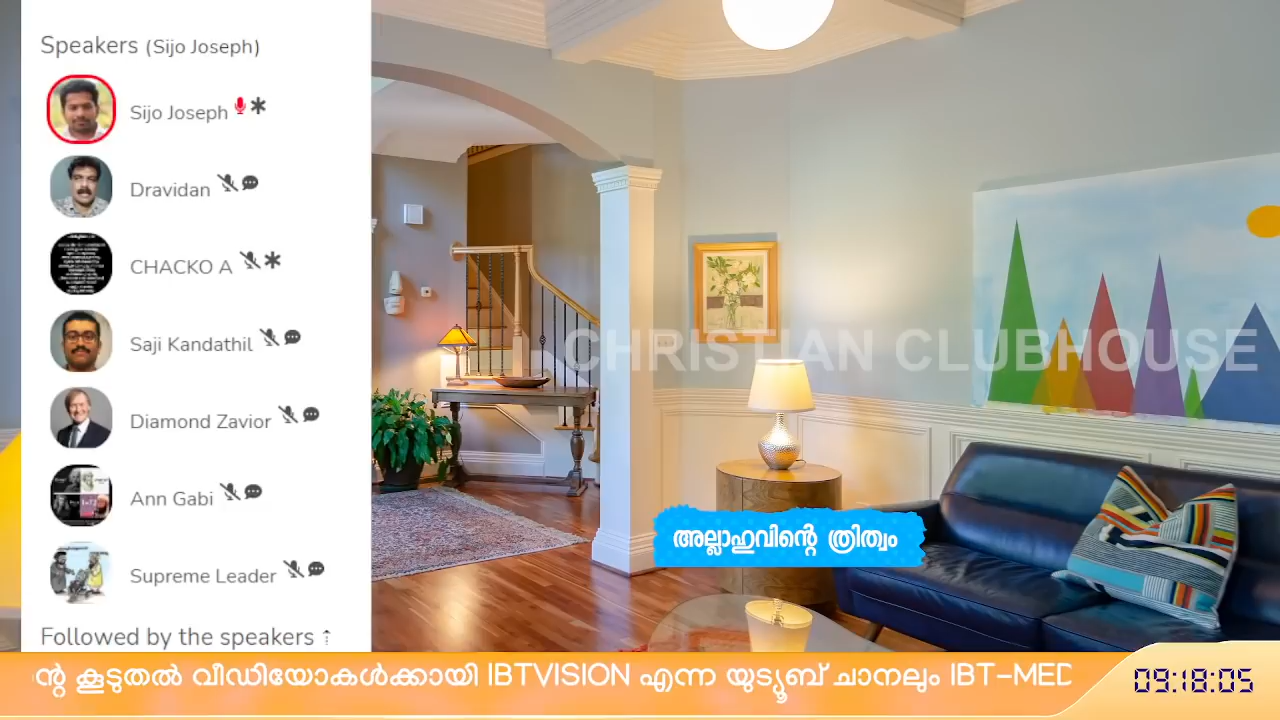 Speakers (Sijo Joseph)
Sijo Joseph
Dravidan
CHACKO A
Saji Kandathil
Diamond Zavior
Ann Gabi
Supreme Leader
Followed by the speakers ⇡
CHRISTIAN CLUBHOUSE
അല്ലാഹുവിന്റെ ത്രിത്വം
ന്റ കൂടുതൽ വീഡിയോകൾക്കായി IBTVISION എന്ന യുട്യൂബ് ചാനലും IBT-MED
09:18:05